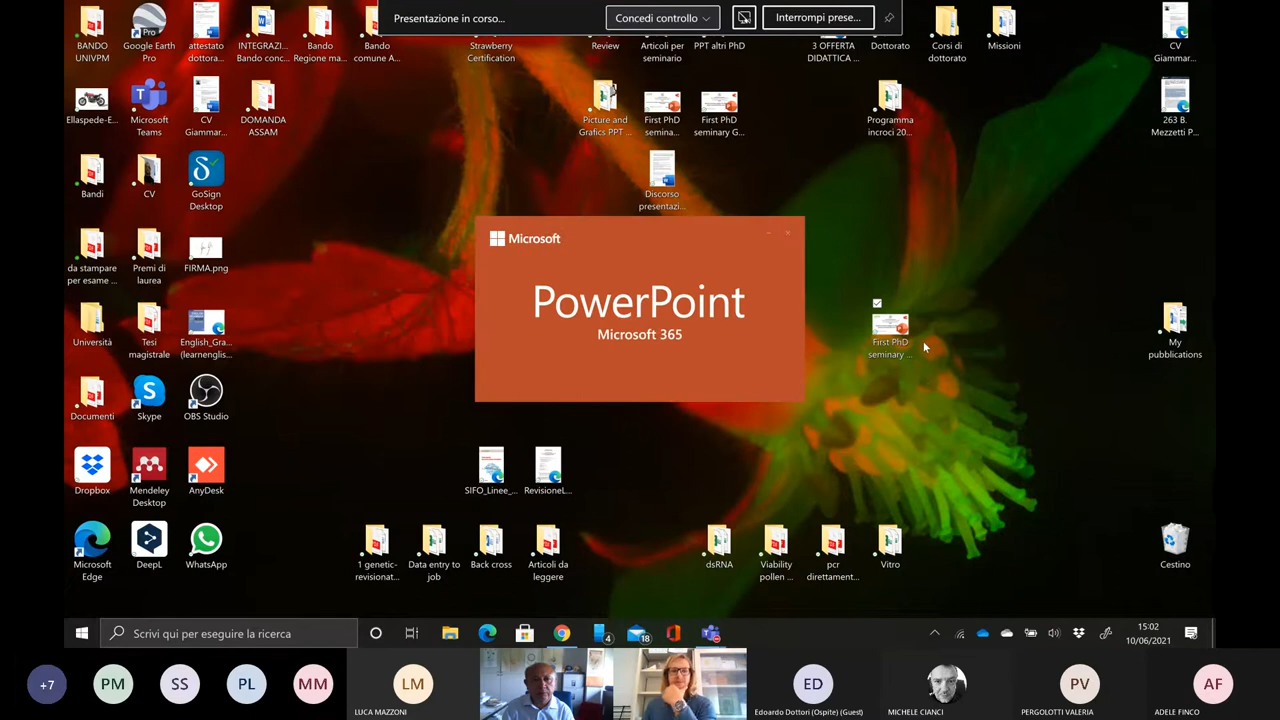 Presentazione in corso...
Concedi controllo
Interrompi prese...
BANDO
UNIVPM
Google Earth
Pro
attestato
dottora...
INTEGRAZI...
Bando conc...
Bando
Regione ma...
Bando
comune A...
Strawberry
Certification
Review
Articoli per
seminario
PPT altri PhD
3 OFFERTA
DIDATTICA ...
Dottorato
Corsi di
dottorato
Missioni
CV
Giammar...
Ellaspede-E...
Microsoft
Teams
CV
Giammar...
DOMANDA
ASSAM
Picture and
Grafics PPT ...
First PhD
semina...
First PhD
seminary G...
Programma
incroci 20...
263 B.
Mezzetti P...
Bandi
CV
GoSign
Desktop
Discorso
presentazi...
Microsoft
PowerPoint
Microsoft 365
da stampare
per esame ...
Premi di
laurea
FIRMA.png
Università
Tesi
magistrale
English_Gra...
(learnenglis...
First PhD
seminary ...
My
pubblications
Documenti
Skype
OBS Studio
Dropbox
Mendeley
Desktop
AnyDesk
SIFO_Linee_...
RevisioneL...
Microsoft
Edge
DeepL
WhatsApp
1 genetic-
revisionat...
Data entry to
job
Back cross
Articoli da
leggere
dsRNA
Viability
pollen ...
pcr
direttament...
Vitro
Cestino
Scrivi qui per eseguire la ricerca
4
18
15:02
10/06/2021
+7
PM
SS
PL
MM
LM
LUCA MAZZONI
ED
Edoardo Dottori (Ospite) (Guest)
MICHELE CIANCI
PV
PERGOLOTTI VALERIA
AF
ADELE FINCO